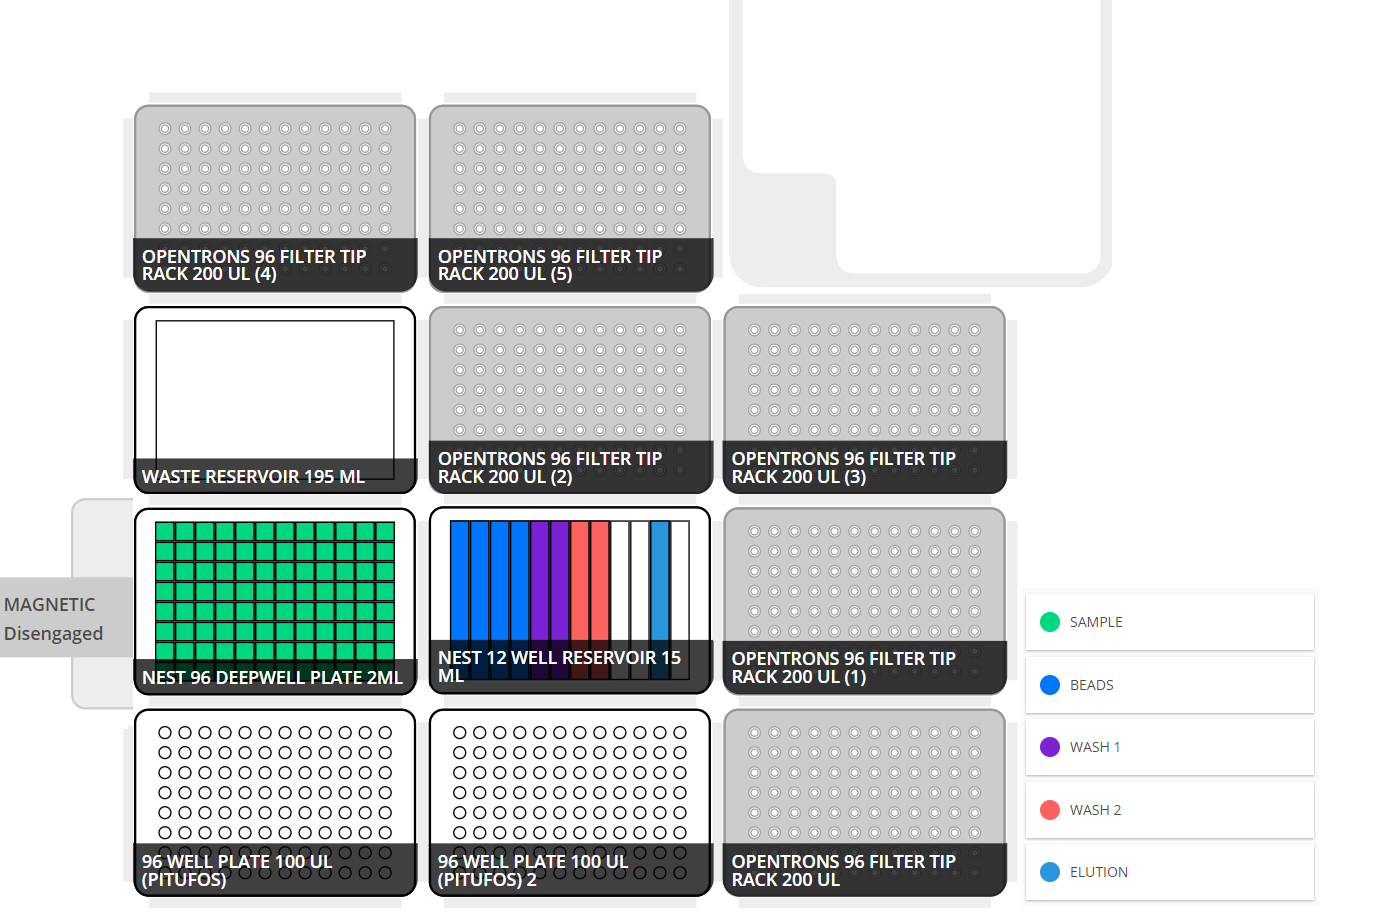 OPENTRONS 96 FILTER TIP
RACK 200 UL (4)
OPENTRONS 96 FILTER TIP
RACK 200 UL (5)
WASTE RESERVOIR 195 ML
OPENTRONS 96 FILTER TIP
RACK 200 UL (2)
OPENTRONS 96 FILTER TIP
RACK 200 UL (3)
MAGNETIC
Disengaged
NEST 96 DEEPWELL PLATE 2ML
NEST 12 WELL RESERVOIR 15
ML
OPENTRONS 96 FILTER TIP
RACK 200 UL (1)
96 WELL PLATE 100 UL
(PITUFOS)
96 WELL PLATE 100 UL
(PITUFOS) 2
OPENTRONS 96 FILTER TIP
RACK 200 UL
SAMPLE
BEADS
WASH 1
WASH 2
ELUTION